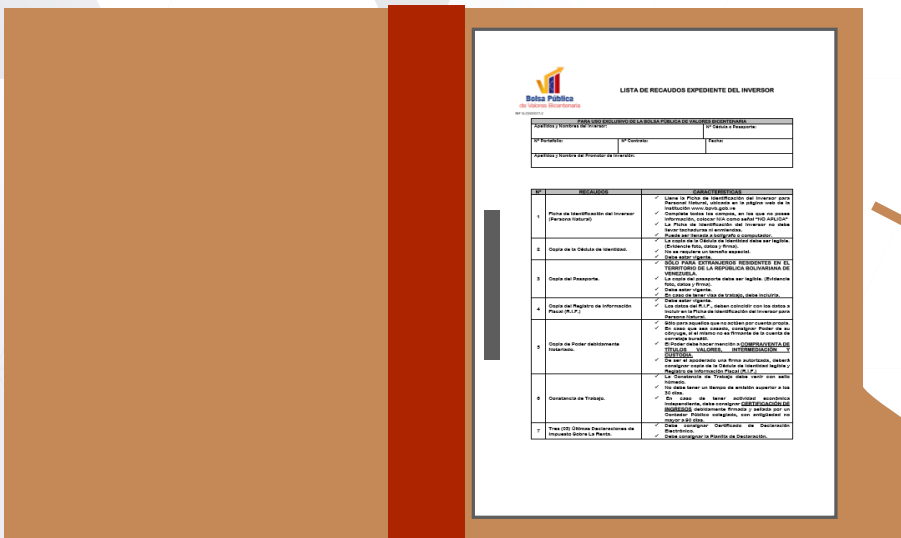 LISTA DE RECAUDOS EXPEDIENTE DEL INVERSOR
Bolsa Pública
de Valores Bicentenaria
PARA USO EXCLUSIVO DE LA BOLSA PÚBLICA DE VALORES BICENTENARIA
Apellidos y Nombres del Inversor:
N° Cédula o Pasaporte:
N° Portafolio:
N° Contrato:
Fecha:
Apellidos y Nombre del Promotor de Inversión:
N°
RECAUDOS
CARACTERÍSTICAS
1
Ficha de Identificación del Inversor
(Persona Natural)
✓ Llene la Ficha de Identificación del Inversor para
Personal Natural, ubicada en la página web de la
institución www.bpvb.gob.ve
✓ Complete todos los campos, en los que no posea
información, colocar N/A como señal "NO APLICA"
✓ La Ficha de Identificación del Inversor no debe
llevar tachaduras ni enmiendas.
✓ Puede ser llenada a bolígrafo o computador.
2
Copia de la Cédula de Identidad.
✓ La copia de la Cédula de Identidad debe ser legible.
(Evidencie foto, datos y firma).
✓ No se requiere un tamaño especial.
✓ Debe estar vigente.
3
Copia del Pasaporte.
✓ SÓLO PARA EXTRANJEROS RESIDENTES EN EL
TERRITORIO DE LA REPÚBLICA BOLIVARIANA DE
VENEZUELA.
✓ La copia del pasaporte debe ser legible. (Evidencie
foto, datos y firma).
✓ Debe estar vigente.
✓ En caso de tener visa de trabajo, debe incluirla.
4
Copia del Registro de Información
Fiscal (R.I.F.)
✓ Debe estar vigente.
✓ Los datos del R.I.F., deben coincidir con los datos a
incluir en la Ficha de Identificación del Inversor para
Persona Natural.
5
Copia de Poder debidamente
Notariado.
✓ Sólo para aquellos que no actúen por cuenta propia.
✓ En caso que sea casado, consignar Poder de su
cónyuge, si el mismo no es firmante de la cuenta de
corretaje bursátil.
✓ El Poder debe hacer mención a COMPRA/VENTA DE
TÍTULOS VALORES, INTERMEDIACIÓN Y
CUSTODIA.
✓ De ser el apoderado una firma autorizada, deberá
consignar copia de la Cédula de Identidad legible y
Registro de Información Fiscal (R.I.F.)
6
Constancia de Trabajo.
✓ La Constancia de Trabajo debe venir con sello
húmedo.
✓ No debe tener un tiempo de emisión superior a los
30 días.
✓ En caso de tener actividad económica
independiente, debe consignar CERTIFICACIÓN DE
INGRESOS debidamente firmada y sellada por un
Contador Público colegiado, con antigüedad no
mayor a 90 días.
7
Tres (03) Últimas Declaraciones de
Impuesto Sobre La Renta.
✓ Debe consignar Certificado de Declaración
Electrónico.
✓ Debe consignar la Planilla de Declaración.